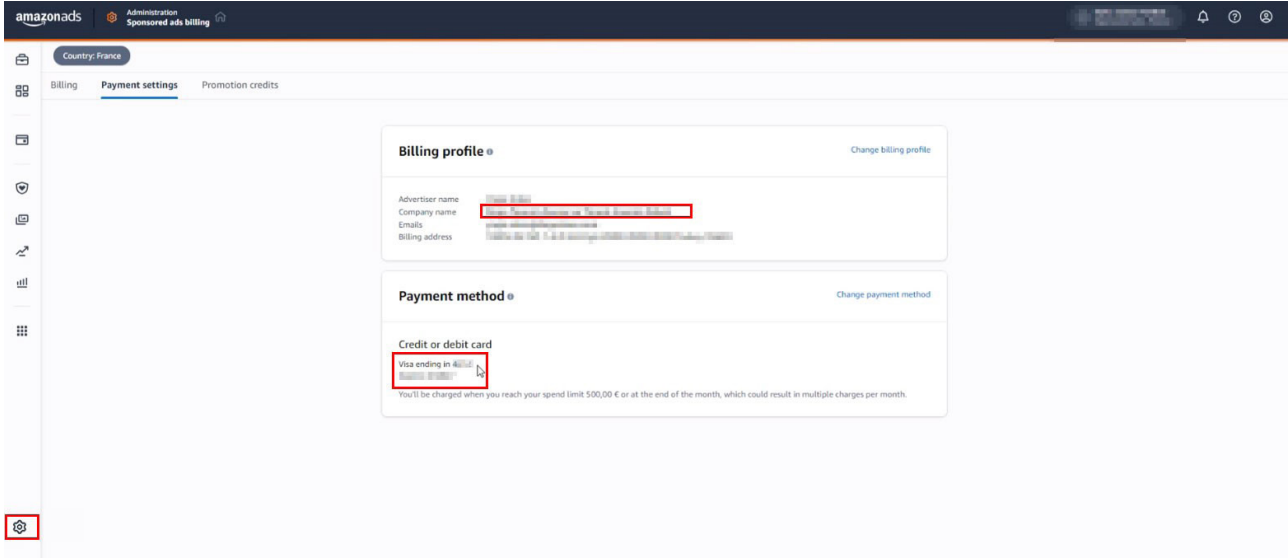 amazonads
Administration
Sponsored ads billing
Country: France
Billing Payment settings Promotion credits
Billing profile
Change billing profile
Advertiser name
Company name
Emails
Billing address
Payment method
Change payment method
Credit or debit card
Visa ending in 4
You'll be charged when you reach your spend limit 500,00 € or at the end of the month, which could result in multiple charges per month.